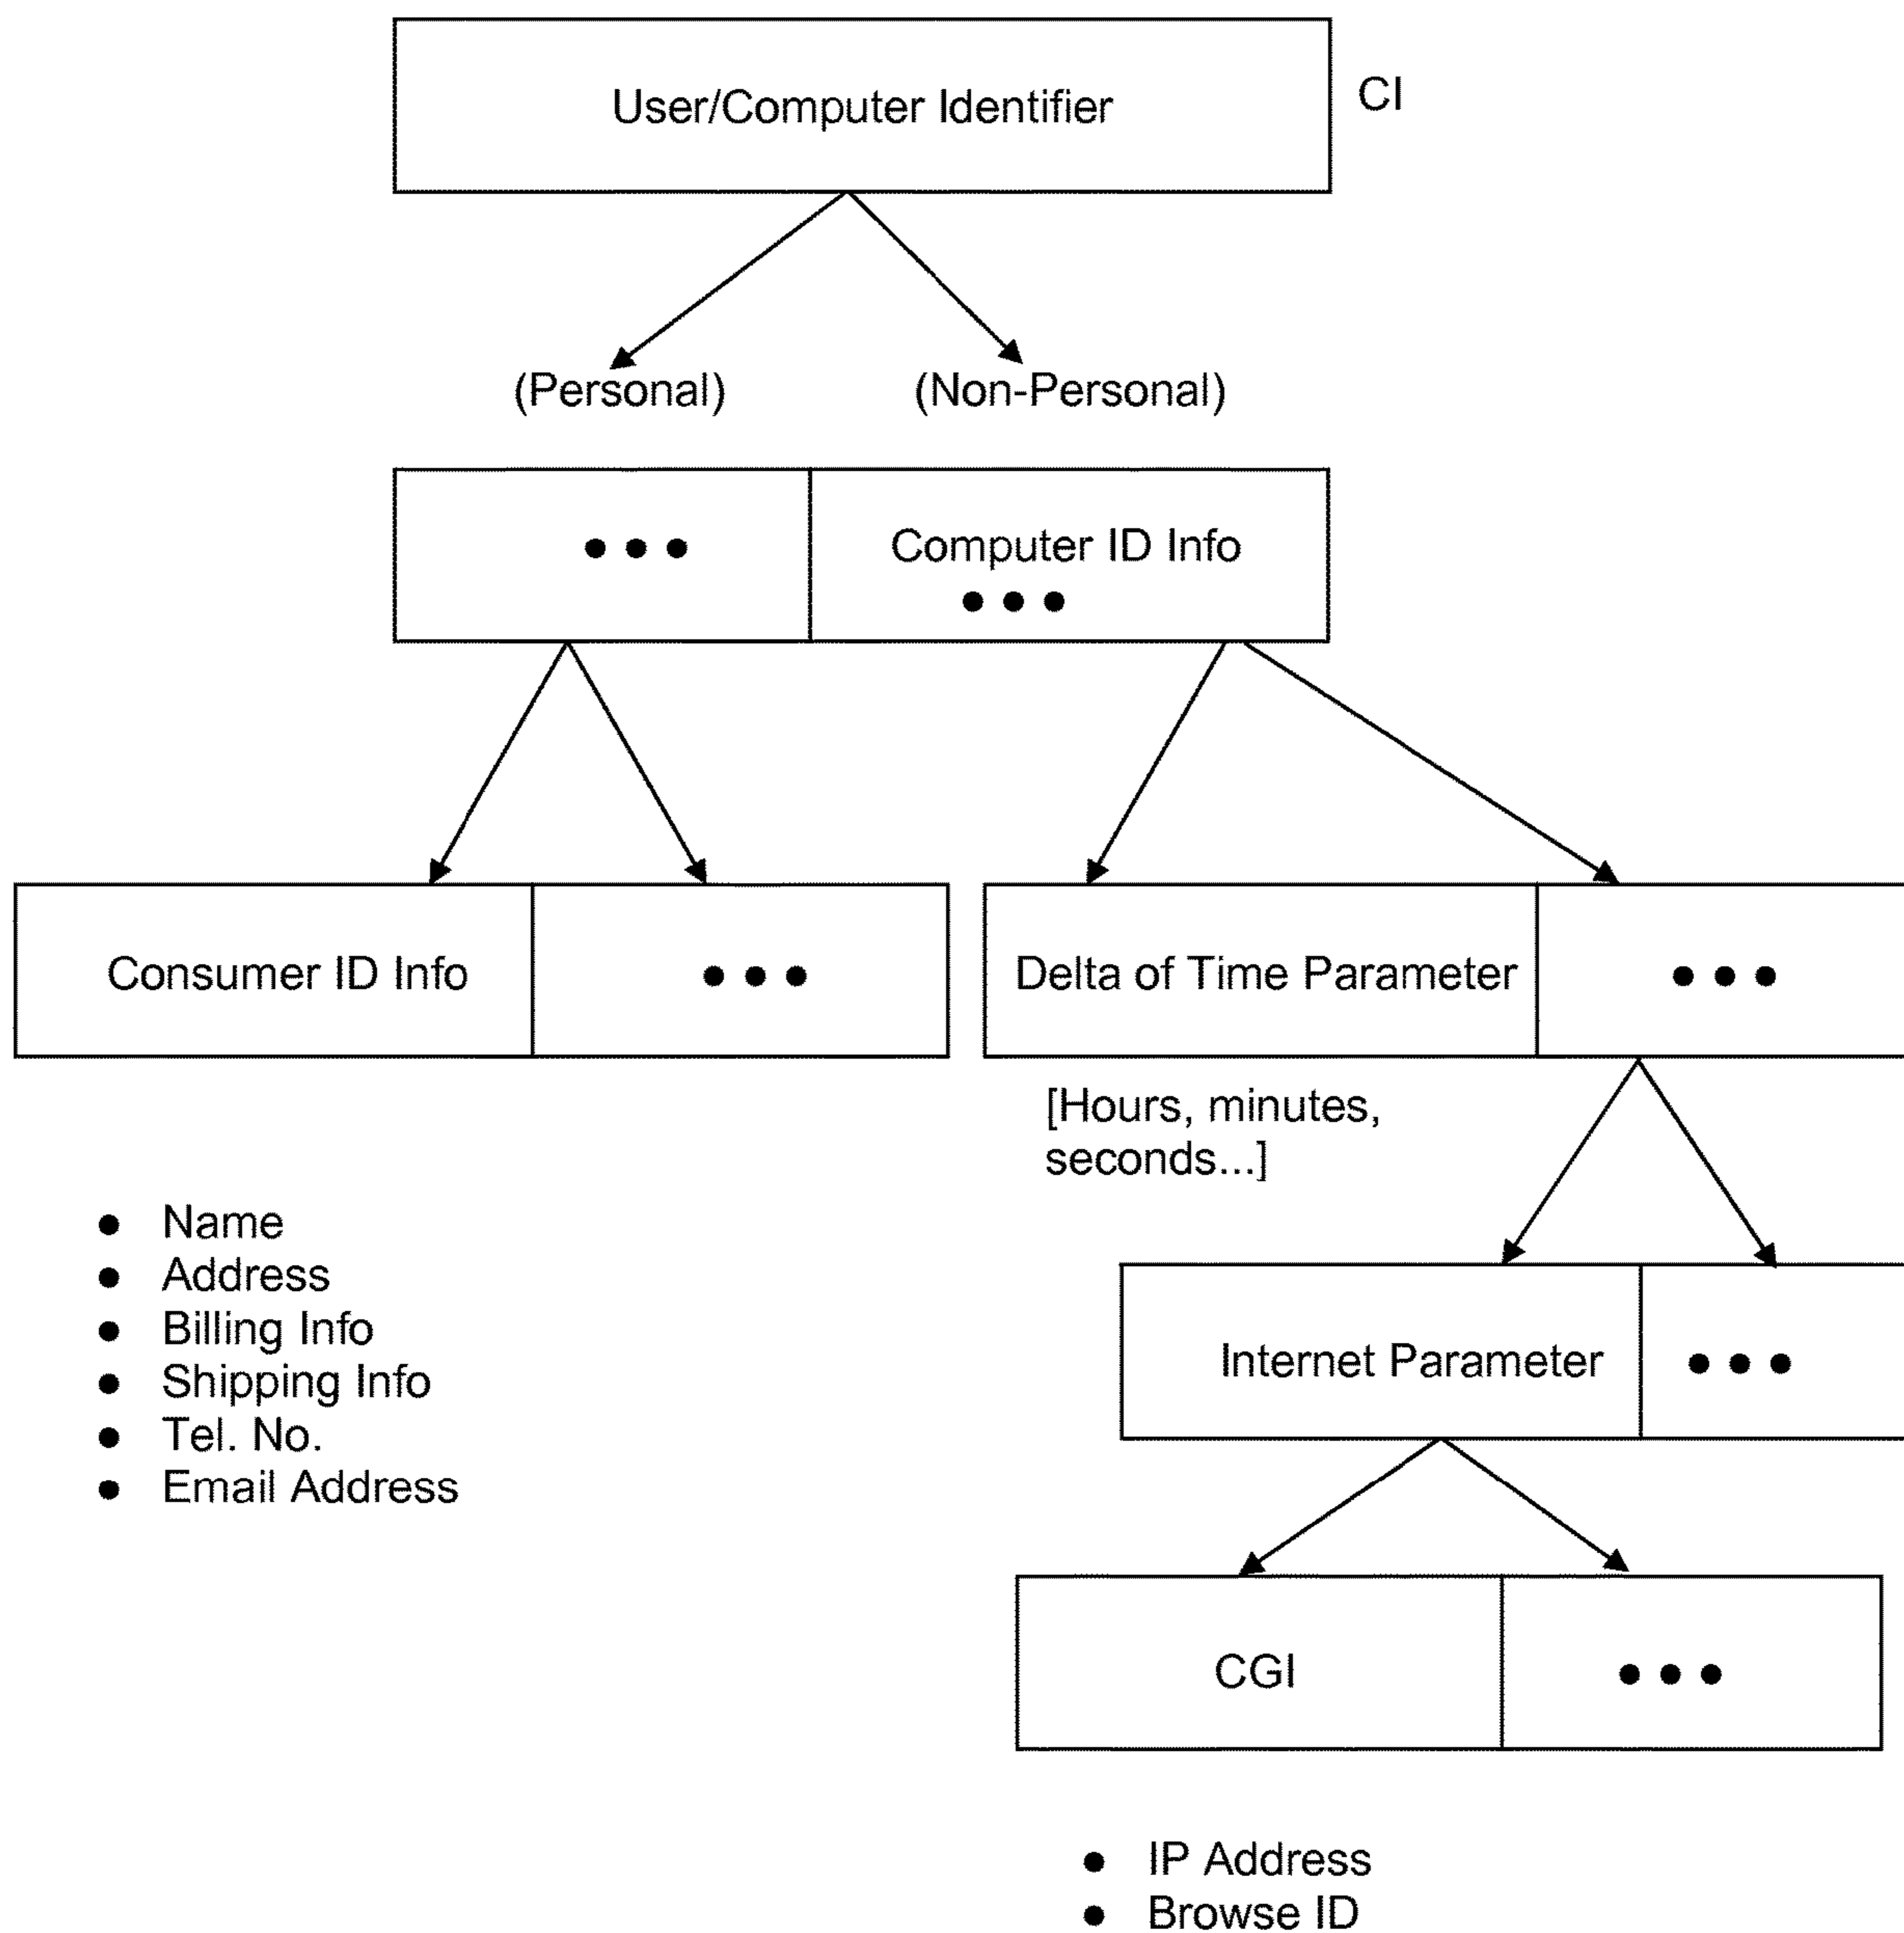 User/Computer Identifier
CI
(Personal)
(Non-Personal)
• • •
Computer ID Info
• • •
Consumer ID Info
• • •
Delta of Time Parameter
• • •
[Hours, minutes,
seconds...]
• Name
• Address
• Billing Info
• Shipping Info
• Tel. No.
• Email Address
Internet Parameter
• • •
CGI
• • •
• IP Address
• Browse ID